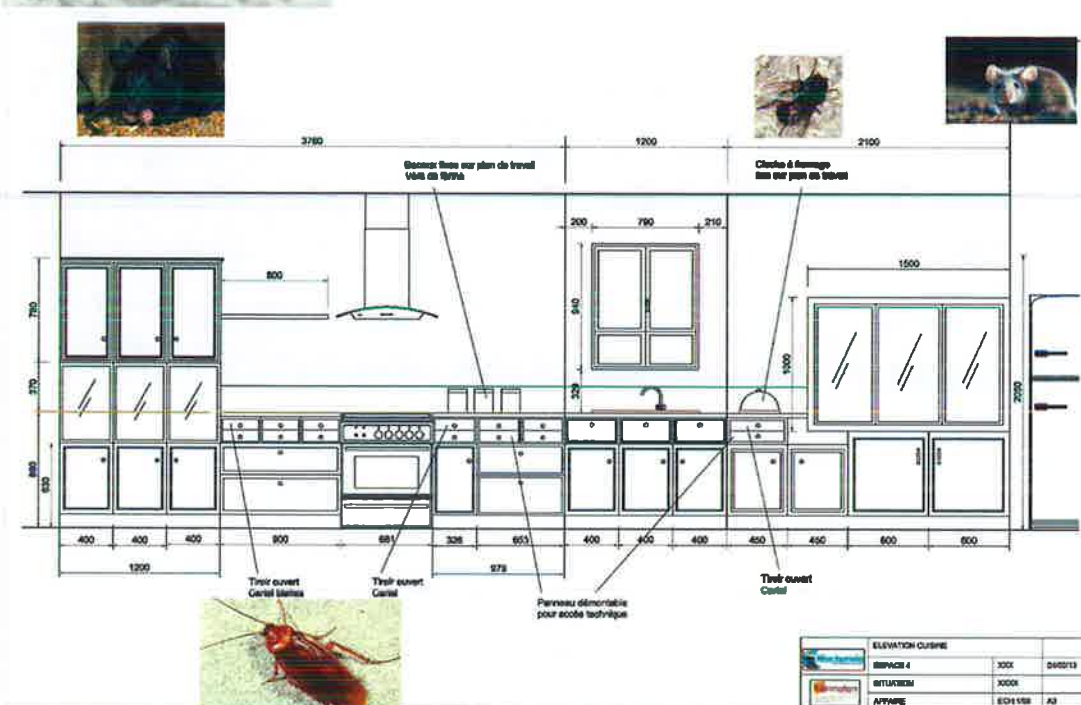 3760
1200
2100
Bocaux fixes sur plan de travail
Vers de farine
Cloche à fromage
fixe sur plan de travail
200
790
210
1500
800
780
940
370
329
1000
2050
880
630
400
400
400
900
681
326
653
400
400
400
450
450
600
600
1200
979
Tiroir ouvert
Cartel blattes
Tiroir ouvert
Cartel
Panneau démontable
pour accès technique
Tiroir ouvert
Cartel
ELEVATION CUISINE
ESPACE 4
XXX
SITUATION
XXXX
AFFAIRE
A3